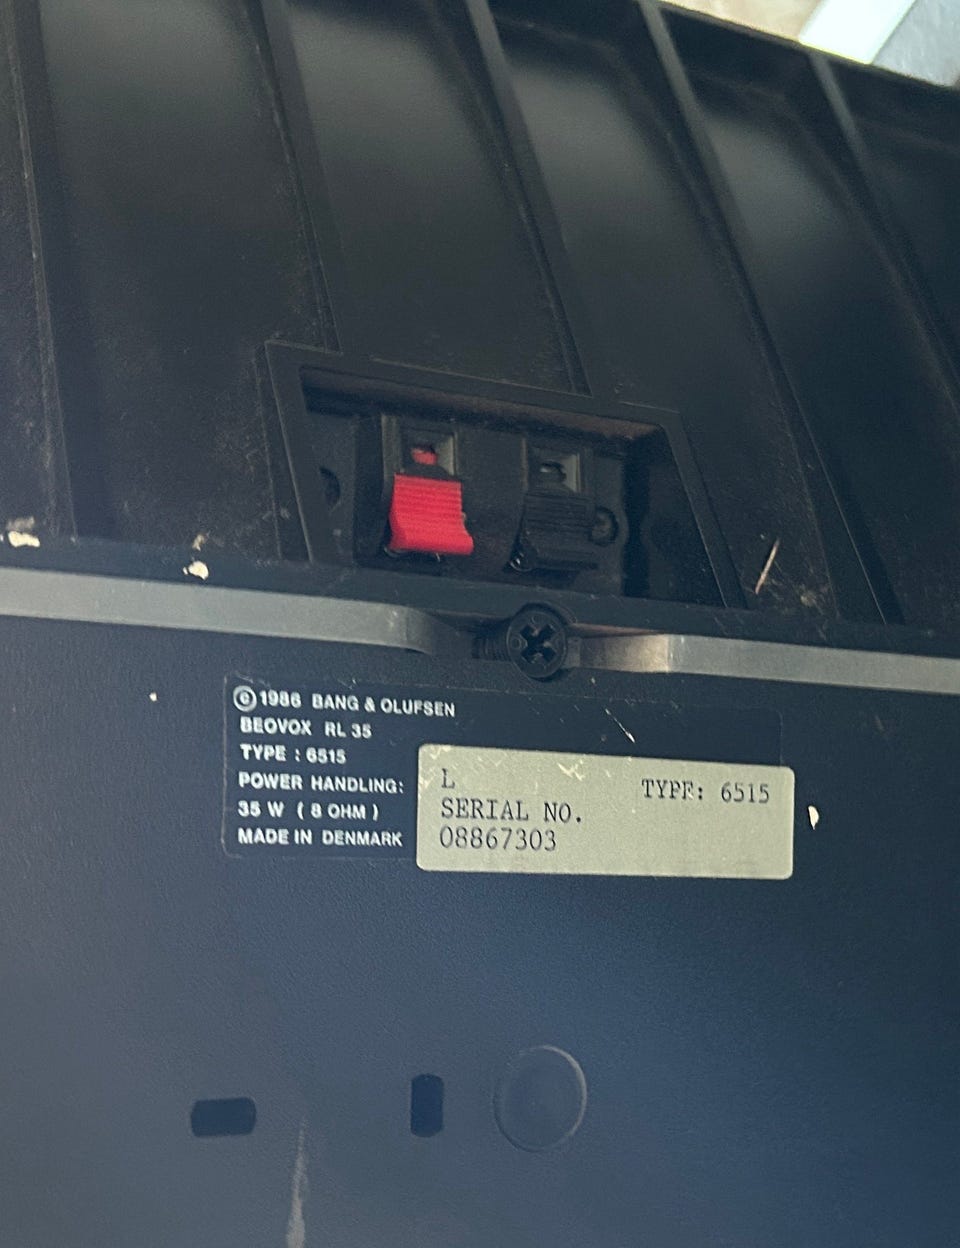 © 1986 BANG & OLUFSEN
BEOVOX RL 35
TYPE : 6515
POWER HANDLING:
35 W ( 8 OHM )
MADE IN DENMARK
L TYPE: 6515
SERIAL NO.
08867303